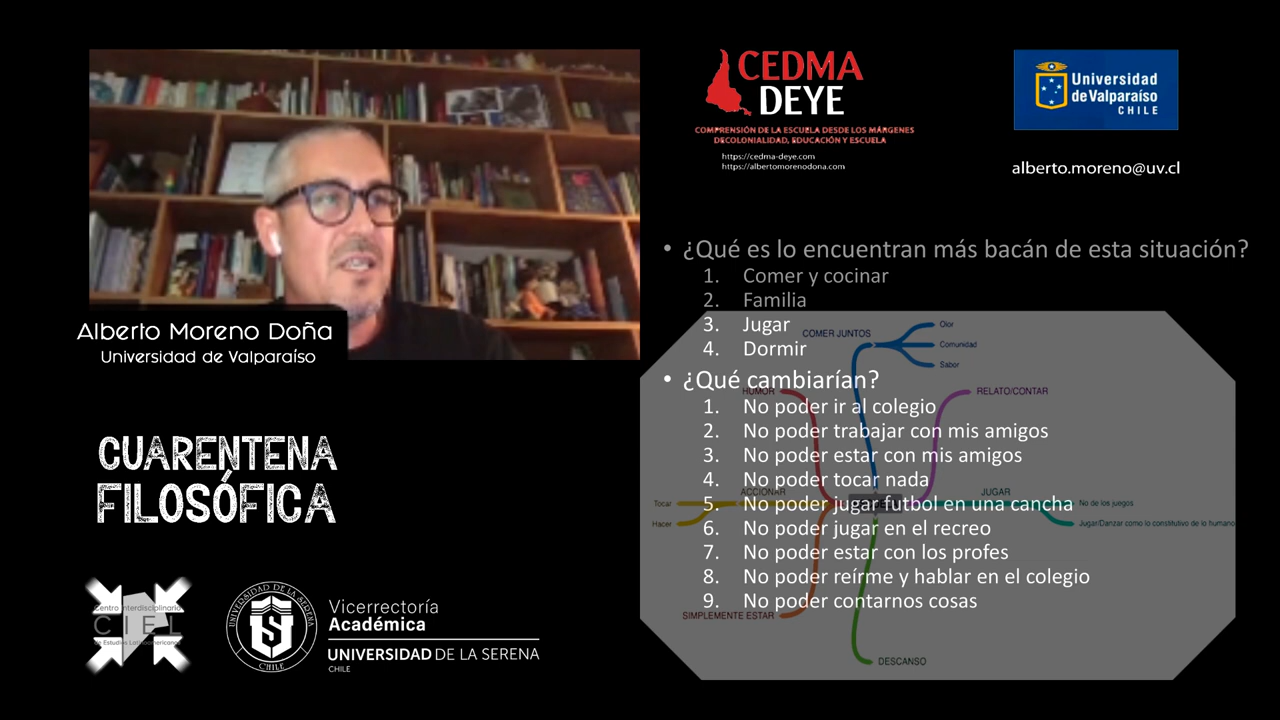 CEDMA
DEYE
COMPRENSIÓN DE LA ESCUELA DESDE LOS MÁRGENES
DECOLONIALIDAD, EDUCACIÓN Y ESCUELA
https://cedma-deye.com
https://albertomorenodona.com
Universidad
de Valparaíso
CHILE
alberto.moreno@uv.cl
Alberto Moreno Doña
Universidad de Valparaíso
CUARENTENA
FILOSÓFICA
Centro Interdisciplinario
CIEL
de Estudios Latinoamericanos
UNIVERSIDAD DE LA SERENA
CHILE
Vicerrectoría
Académica
UNIVERSIDAD DE LA SERENA
CHILE
• ¿Qué es lo encuentran más bacán de esta situación?
1. Comer y cocinar
2. Familia
3. Jugar
4. Dormir
• ¿Qué cambiarían?
1. No poder ir al colegio
2. No poder trabajar con mis amigos
3. No poder estar con mis amigos
4. No poder tocar nada
5. No poder jugar futbol en una cancha
6. No poder jugar en el recreo
7. No poder estar con los profes
8. No poder reírme y hablar en el colegio
9. No poder contarnos cosas
COMER JUNTOS
Olor
Comunidad
Sabor
HUMOR
RELATO/CONTAR
ACCIONAR
Tocar
Hacer
JUGAR
No de los juegos
Jugar/Danzar como lo constitutivo de lo humano
SIMPLEMENTE ESTAR
DESCANSO